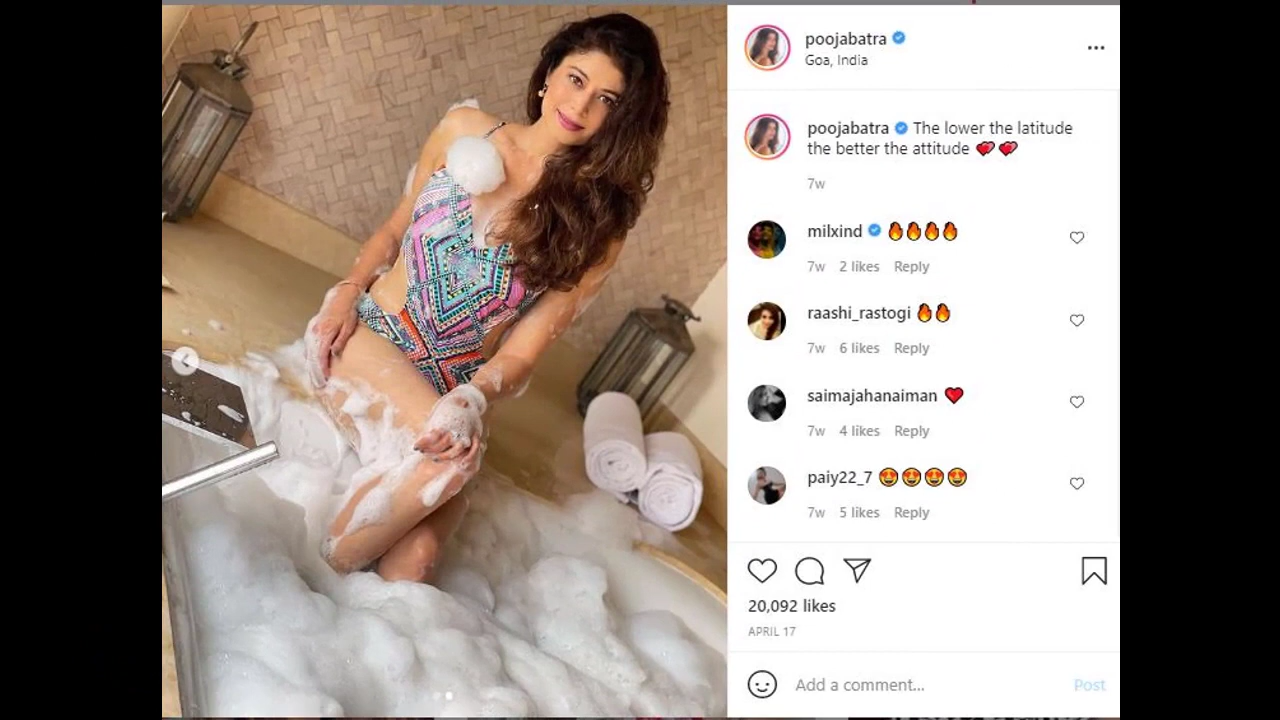 poojabatra
Goa, India
poojabatra The lower the latitude
the better the attitude 💞💞
7w
milxind 🔥🔥🔥🔥
7w 2 likes Reply
raashi_rastogi 🔥🔥
7w 6 likes Reply
saimajahanaiman ❤️
7w 4 likes Reply
paiy22_7 😍😍😍😍
7w 5 likes Reply
20,092 likes
APRIL 17
Add a comment... Post